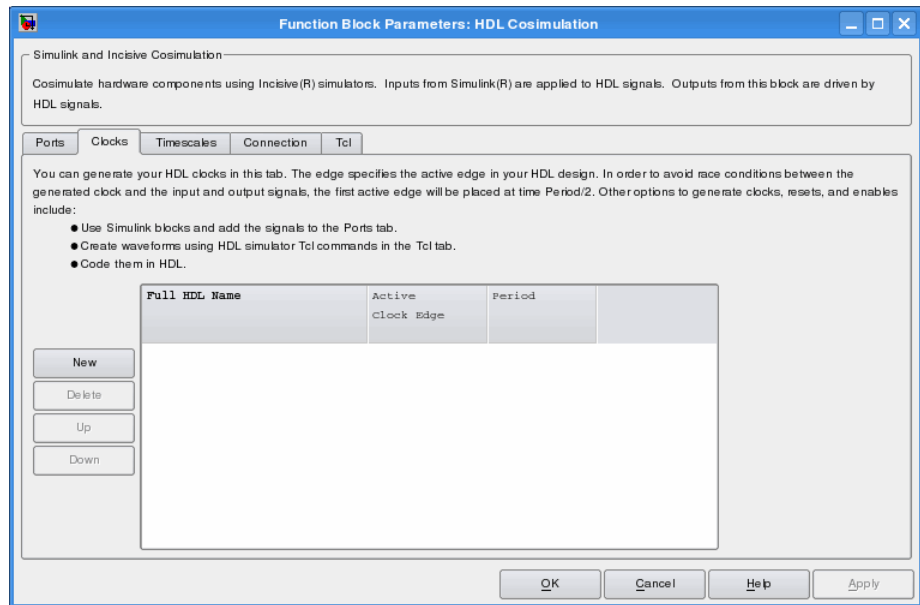 Function Block Parameters: HDL Cosimulation
Simulink and Incisive Cosimulation
Cosimulate hardware components using Incisive(R) simulators. Inputs from Simulink(R) are applied to HDL signals. Outputs from this block are driven by
HDL signals.
Ports Clocks Timescales Connection Tcl
You can generate your HDL clocks in this tab. The edge specifies the active edge in your HDL design. In order to avoid race conditions between the
generated clock and the input and output signals, the first active edge will be placed at time Period/2. Other options to generate clocks, resets, and enables
include:
● Use Simulink blocks and add the signals to the Ports tab.
● Create waveforms using HDL simulator Tcl commands in the Tcl tab.
● Code them in HDL.
Full HDL Name Active Period
Clock Edge
New
Delete
Up
Down
OK Cancel Help Apply